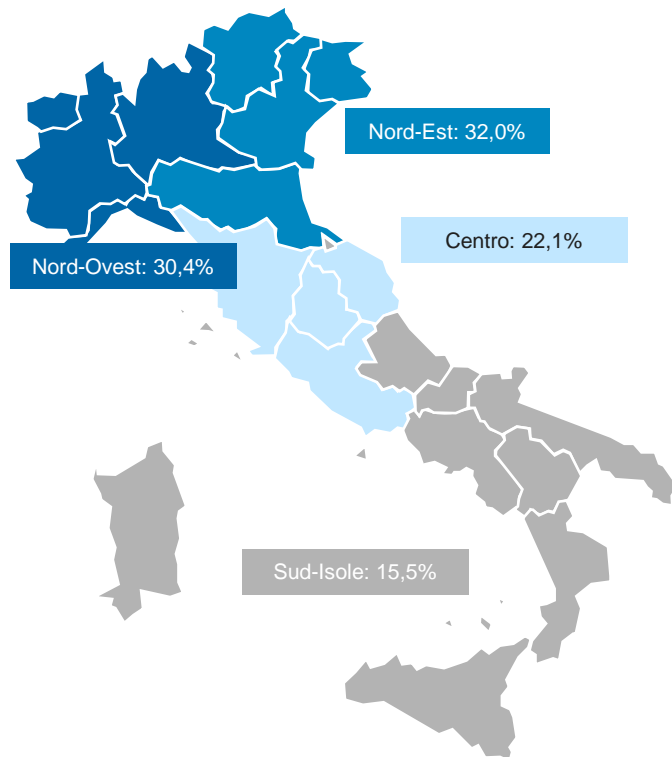 Nord-Est: 32,0%
Centro: 22,1%
Nord-Ovest: 30,4%
Sud-Isole: 15,5%